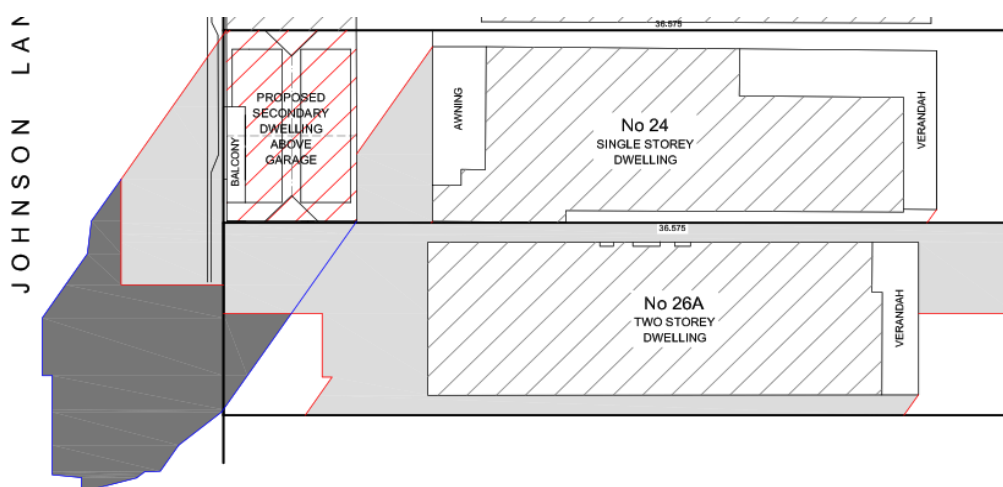 JOHNSON LAN
36.575
PROPOSED
SECONDARY
DWELLING
ABOVE
GARAGE
BALCONY
AWNING
No 24
SINGLE STOREY
DWELLING
VERANDAH
36.575
No 26A
TWO STOREY
DWELLING
VERANDAH